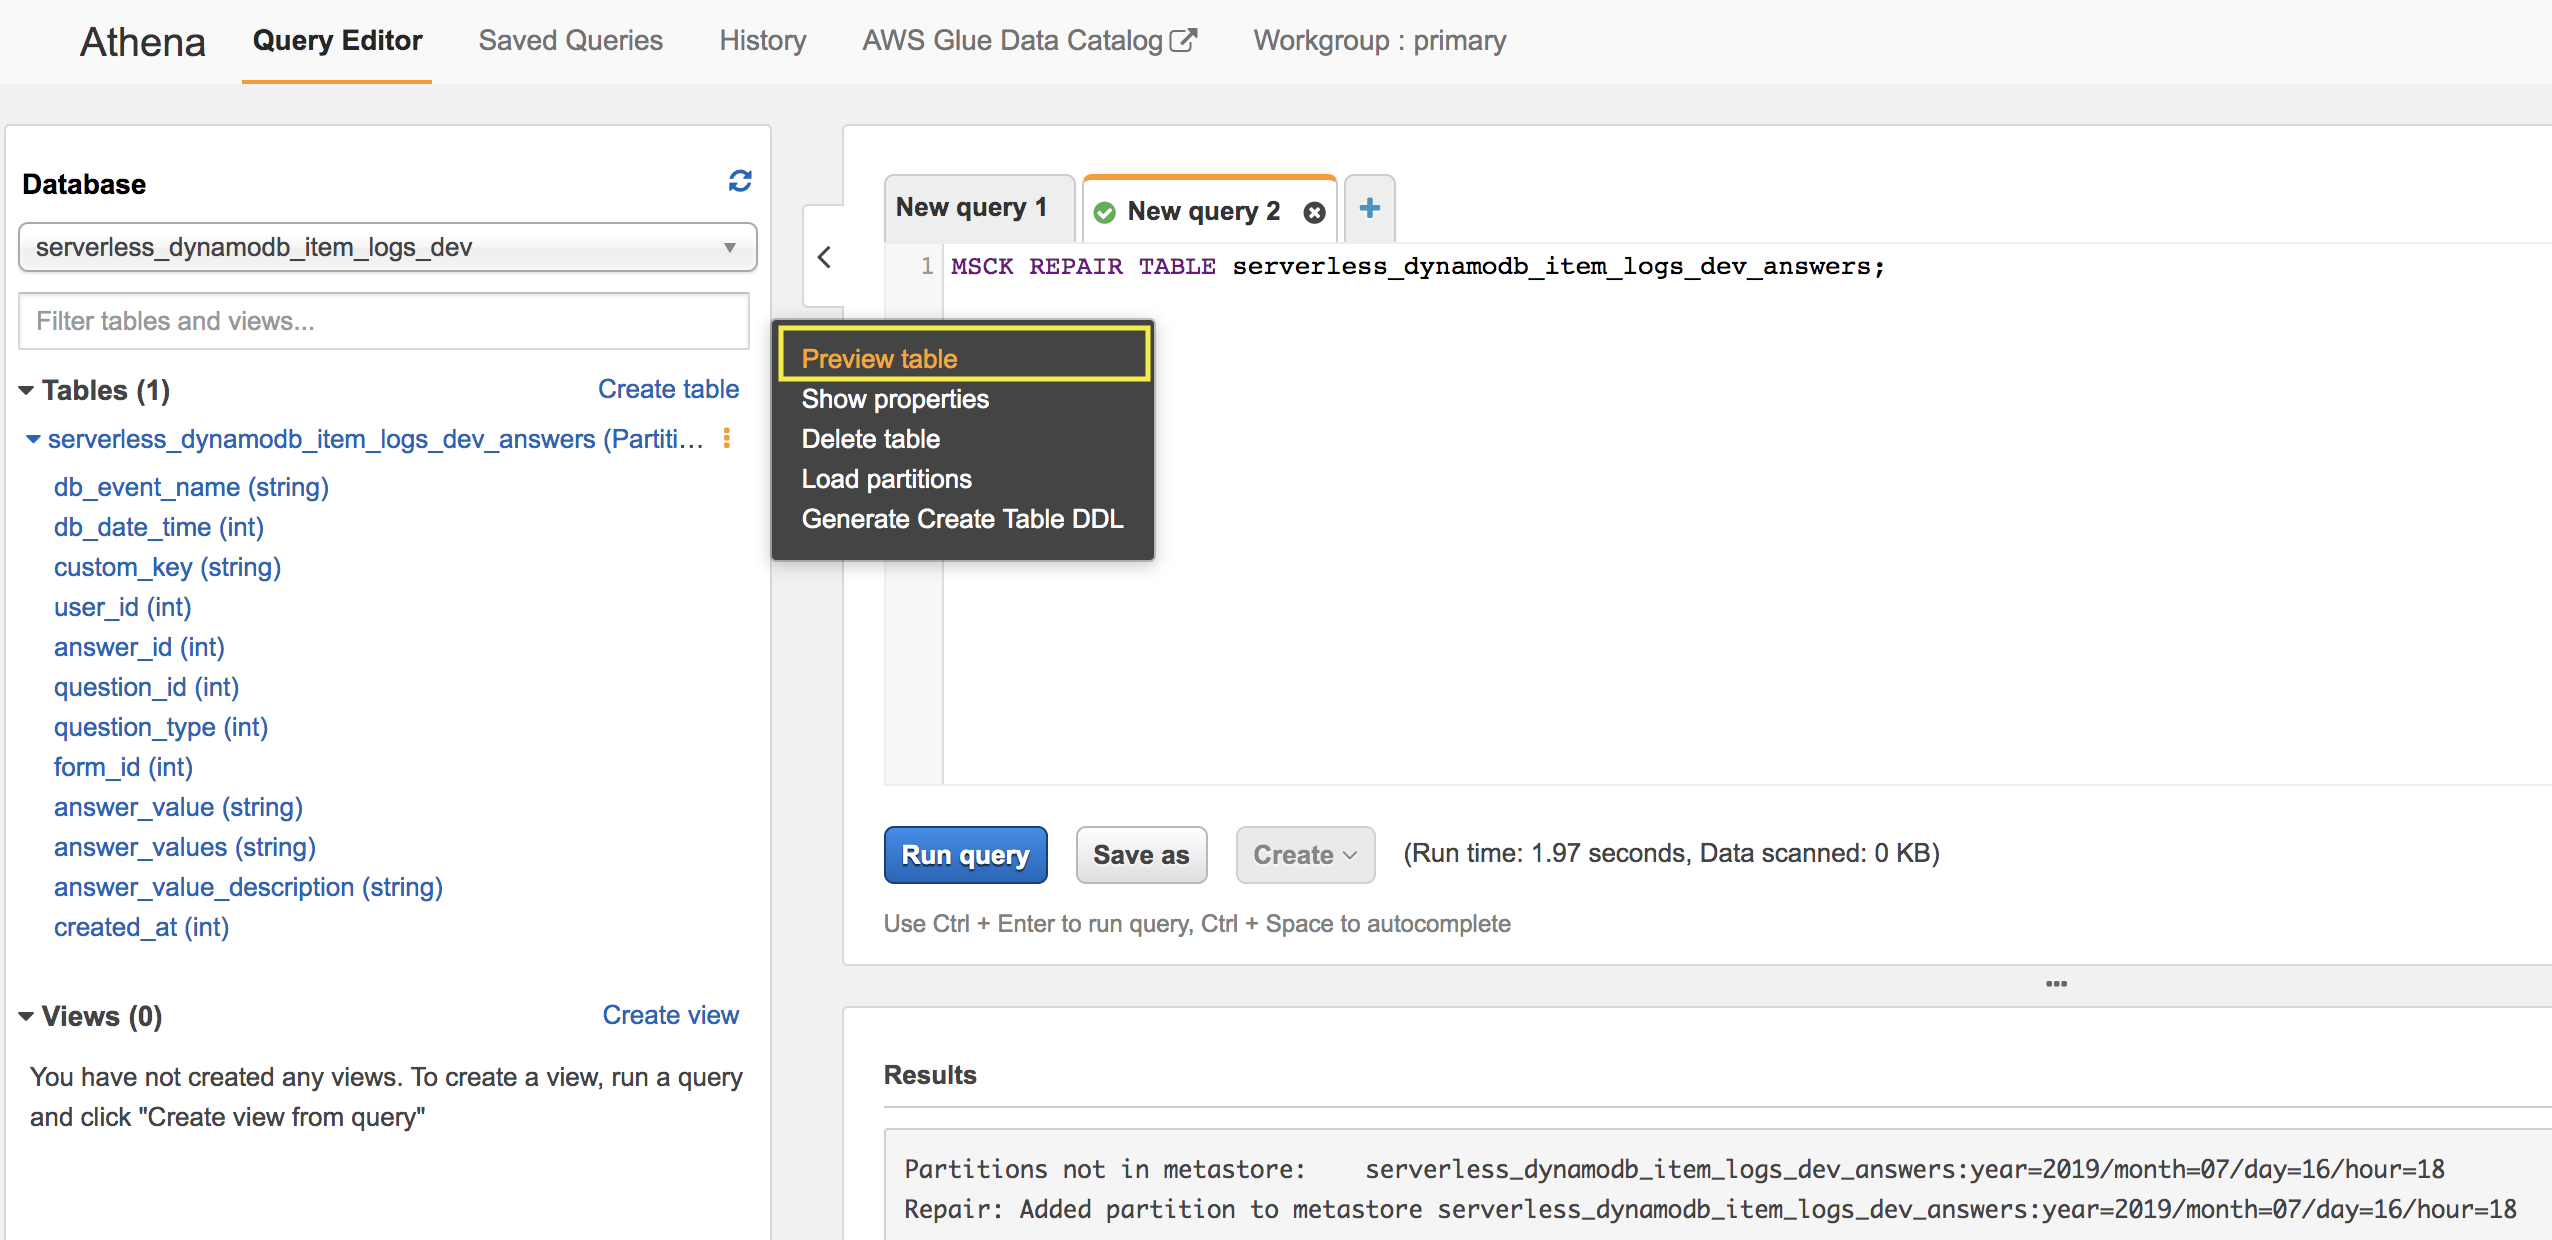 Athena Query Editor Saved Queries History AWS Glue Data Catalog Workgroup : primary
Database
serverless_dynamodb_item_logs_dev
Filter tables and views...
Tables (1) Create table
serverless_dynamodb_item_logs_dev_answers (Partiti...
db_event_name (string)
db_date_time (int)
custom_key (string)
user_id (int)
answer_id (int)
question_id (int)
question_type (int)
form_id (int)
answer_value (string)
answer_values (string)
answer_value_description (string)
created_at (int)
Views (0) Create view
You have not created any views. To create a view, run a query
and click "Create view from query"
New query 1 New query 2
1 MSCK REPAIR TABLE serverless_dynamodb_item_logs_dev_answers;
Preview table
Show properties
Delete table
Load partitions
Generate Create Table DDL
Run query Save as Create (Run time: 1.97 seconds, Data scanned: 0 KB)
Use Ctrl + Enter to run query, Ctrl + Space to autocomplete
Results
Partitions not in metastore: serverless_dynamodb_item_logs_dev_answers:year=2019/month=07/day=16/hour=18
Repair: Added partition to metastore serverless_dynamodb_item_logs_dev_answers:year=2019/month=07/day=16/hour=18